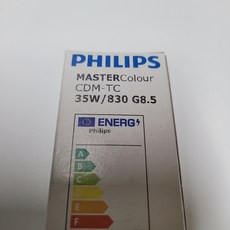 PHILIPS
MASTERColour
CDM-TC
35W/830 G8.5
ENERG
Philips
A
B
C
E
F